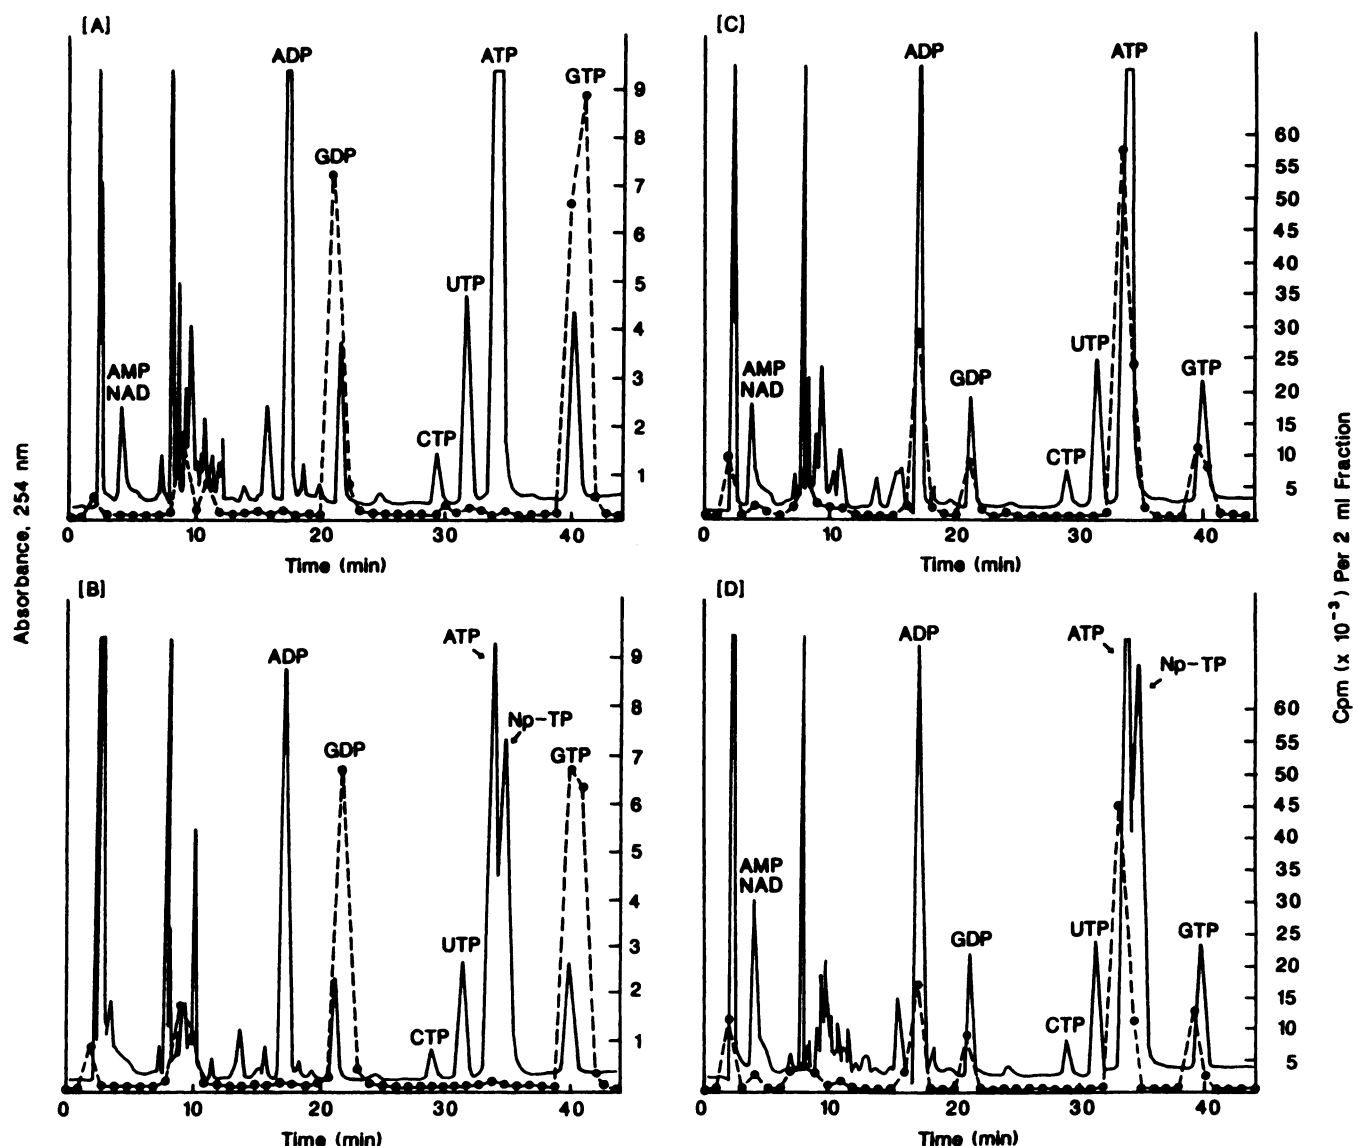 [A]
ADP
ATP
GTP
9
8
GDP
7
6
UTP
5
4
AMP
NAD
3
CTP
2
1
0
10
20
30
40
Time (min)
[C]
ADP
ATP
60
55
50
45
40
35
UTP
30
25
AMP
NAD
GDP
GTP
20
15
CTP
10
5
0
10
20
30
40
Time (min)
Absorbance, 254 nm
Cpm (x 10⁻³) Per 2 ml Fraction
[B]
ATP
ADP
9
8
Np-TP
GDP
GTP
7
6
5
4
UTP
3
2
CTP
1
0
10
20
30
40
Time (min)
[D]
ADP
ATP
Np-TP
60
55
50
45
40
AMP
NAD
35
30
GDP
UTP
GTP
25
20
15
CTP
10
5
0
10
20
30
40
Time (min)